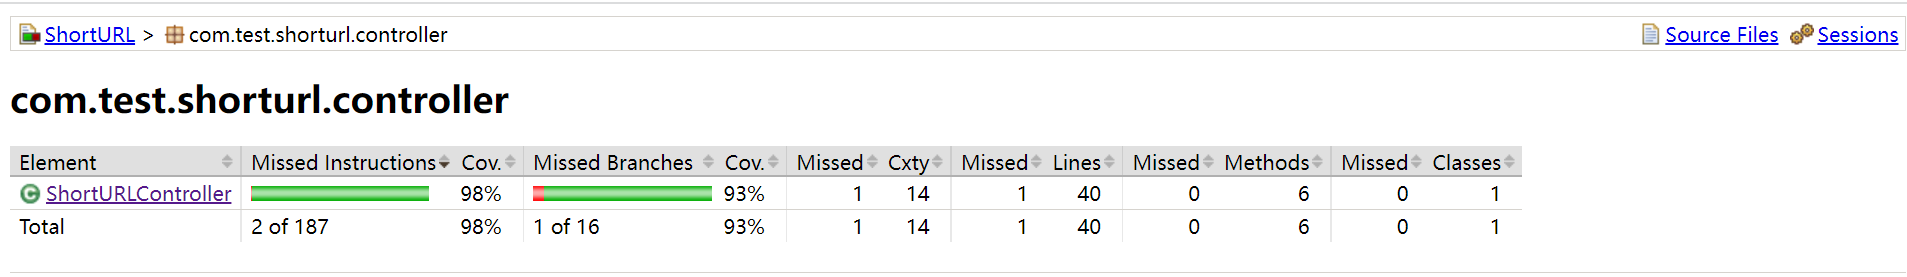 ShortURL > com.test.shorturl.controller Source Files Sessions
com.test.shorturl.controller
Element Missed Instructions Cov. Missed Branches Cov. Missed Cxty Missed Lines Missed Methods Missed Classes
C ShortURLController 98% 93% 1 14 1 40 0 6 0 1
Total 2 of 187 98% 1 of 16 93% 1 14 1 40 0 6 0 1